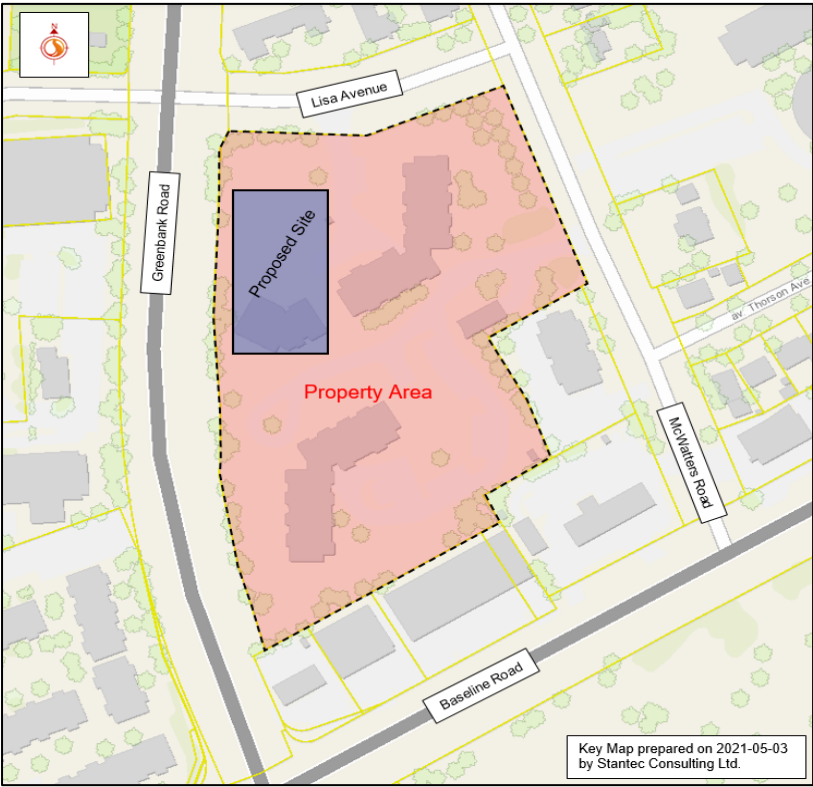 N
Lisa Avenue
Greenbank Road
Proposed Site
av Thorson Ave
Property Area
McWatters Road
Baseline Road
Key Map prepared on 2021-05-03
by Stantec Consulting Ltd.